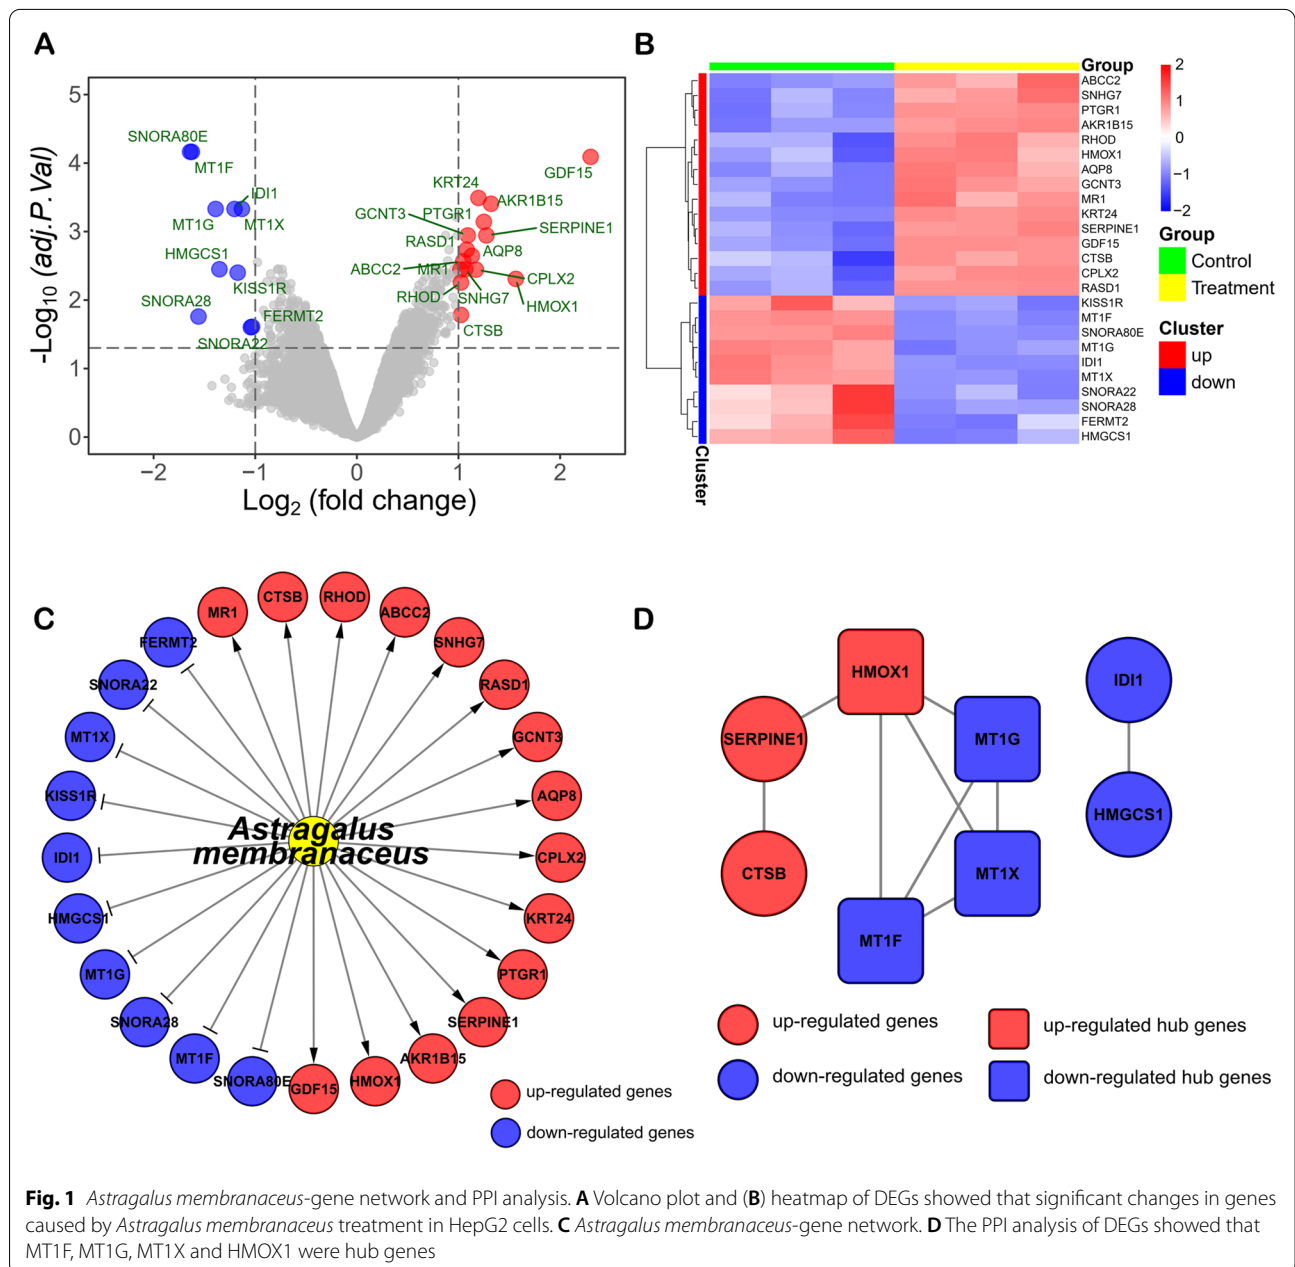 A
-Log10 (adj.P.Val)
5
4
3
2
1
0
−2
−1
0
1
2
Log2 (fold change)
SNORA80E
MT1F
IDI1
MT1G
MT1X
HMGCS1
KISS1R
SNORA28
FERMT2
SNORA22
GDF15
KRT24
AKR1B15
GCNT3
PTGR1
SERPINE1
RASD1
AQP8
ABCC2
MR1
CPLX2
RHOD
SNHG7
HMOX1
CTSB
B
Group
ABCC2
SNHG7
PTGR1
AKR1B15
RHOD
HMOX1
AQP8
GCNT3
MR1
KRT24
SERPINE1
GDF15
CTSB
CPLX2
RASD1
KISS1R
MT1F
SNORA80E
MT1G
IDI1
MT1X
SNORA22
SNORA28
FERMT2
HMGCS1
Cluster
2
1
0
−1
−2
Group
Control
Treatment
Cluster
up
down
C
MR1
CTSB
RHOD
ABCC2
SNHG7
RASD1
GCNT3
AQP8
CPLX2
KRT24
PTGR1
SERPINE1
AKR1B15
HMOX1
GDF15
SNORA80E
MT1F
SNORA28
MT1G
HMGCS1
IDI1
KISS1R
MT1X
SNORA22
FERMT2
Astragalus
membranaceus
up-regulated genes
down-regulated genes
D
HMOX1
SERPINE1
MT1G
CTSB
MT1X
MT1F
IDI1
HMGCS1
up-regulated genes
up-regulated hub genes
down-regulated genes
down-regulated hub genes
Fig. 1 Astragalus membranaceus-gene network and PPI analysis. A Volcano plot and (B) heatmap of DEGs showed that significant changes in genes
caused by Astragalus membranaceus treatment in HepG2 cells. C Astragalus membranaceus-gene network. D The PPI analysis of DEGs showed that
MT1F, MT1G, MT1X and HMOX1 were hub genes